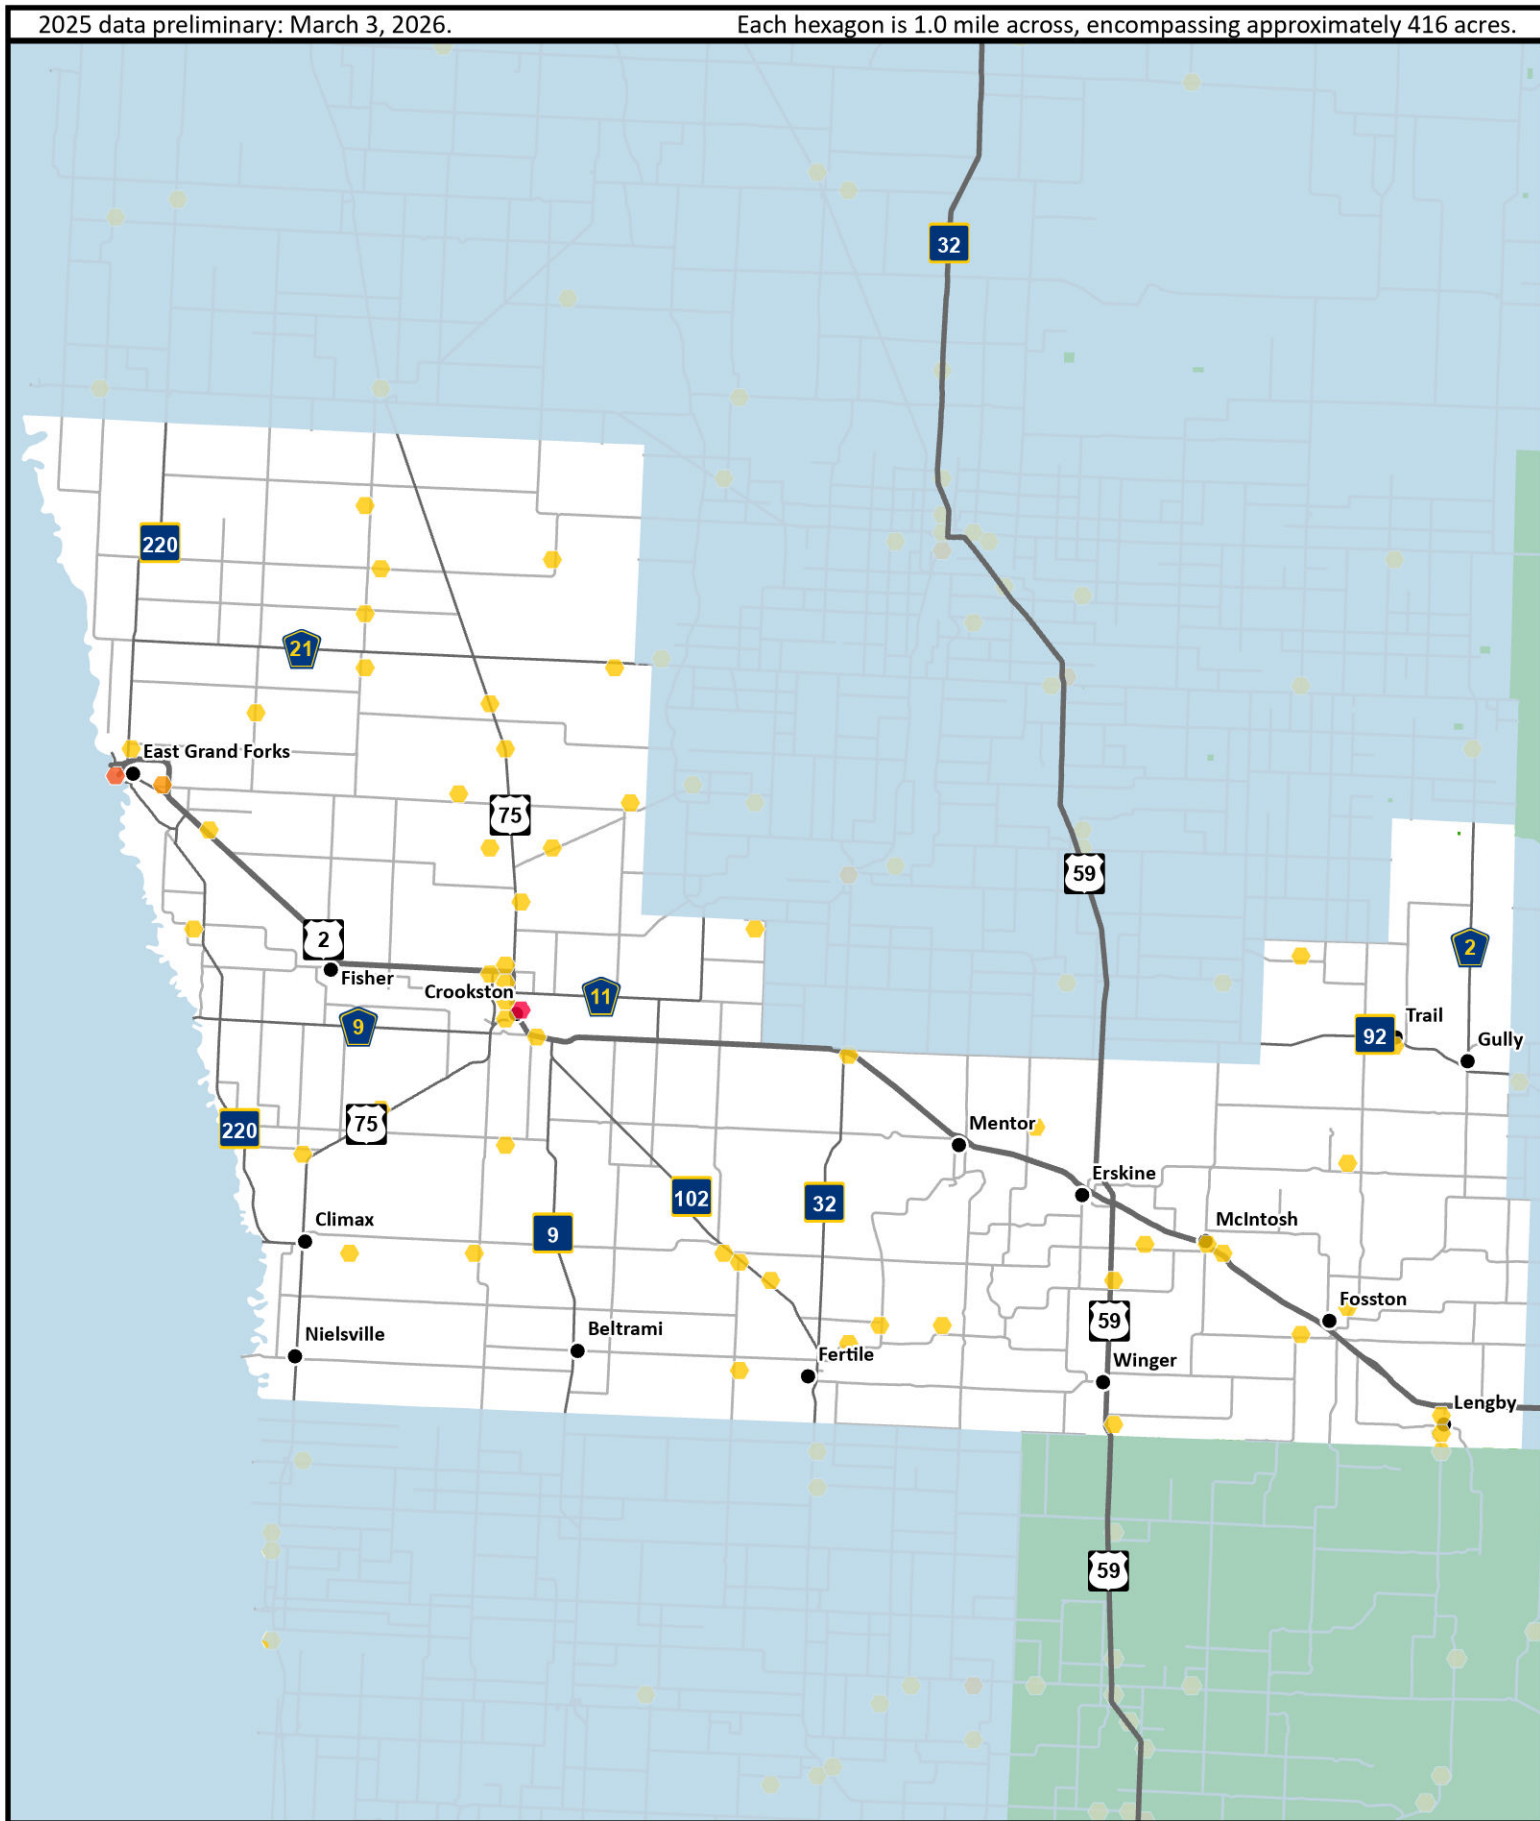 2025 data preliminary: March 3, 2026.
Each hexagon is 1.0 mile across, encompassing approximately 416 acres.
32
220
21
East Grand Forks
75
59
2
2
Fisher
Crookston
11
9
92
Trail
Gully
75
220
Mentor
Erskine
102
32
Climax
9
McIntosh
59
Fosston
Nielsville
Beltrami
Fertile
Winger
Lengby
59